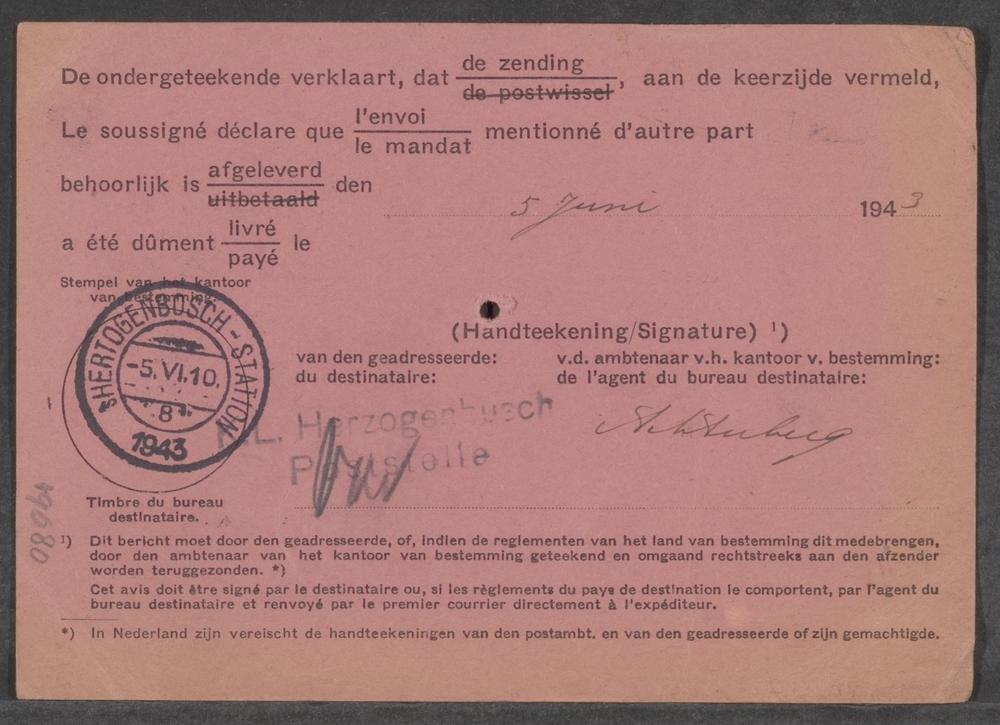 De ondergeteekende verklaart, dat de zending / de postwissel, aan de keerzijde vermeld,
Le soussigné déclare que l'envoi / le mandat mentionné d'autre part
behoorlijk is afgeleverd / uitbetaald den 5 Juni 1943
a été dûment livré / payé le
Stempel van het kantoor
van bestemming:
'SHERTOGENBOSCH-STATION
-5.VI.10.
8
1943
(Handteekening/Signature) ¹)
van den geadresseerde:
du destinataire:
v.d. ambtenaar v.h. kantoor v. bestemming:
de l'agent du bureau destinataire:
K.L. Herzogenbusch
Poststelle
Timbre du bureau
destinataire.
¹) Dit bericht moet door den geadresseerde, of, indien de reglementen van het land van bestemming dit medebrengen,
door den ambtenaar van het kantoor van bestemming geteekend en omgaand rechtstreeks aan den afzender
worden teruggezonden. *)
Cet avis doit être signé par le destinataire ou, si les règlements du pays de destination le comportent, par l'agent du
bureau destinataire et renvoyé par le premier courrier directement à l'expéditeur.
*) In Nederland zijn vereischt de handteekeningen van den postambt. en van den geadresseerde of zijn gemachtigde.